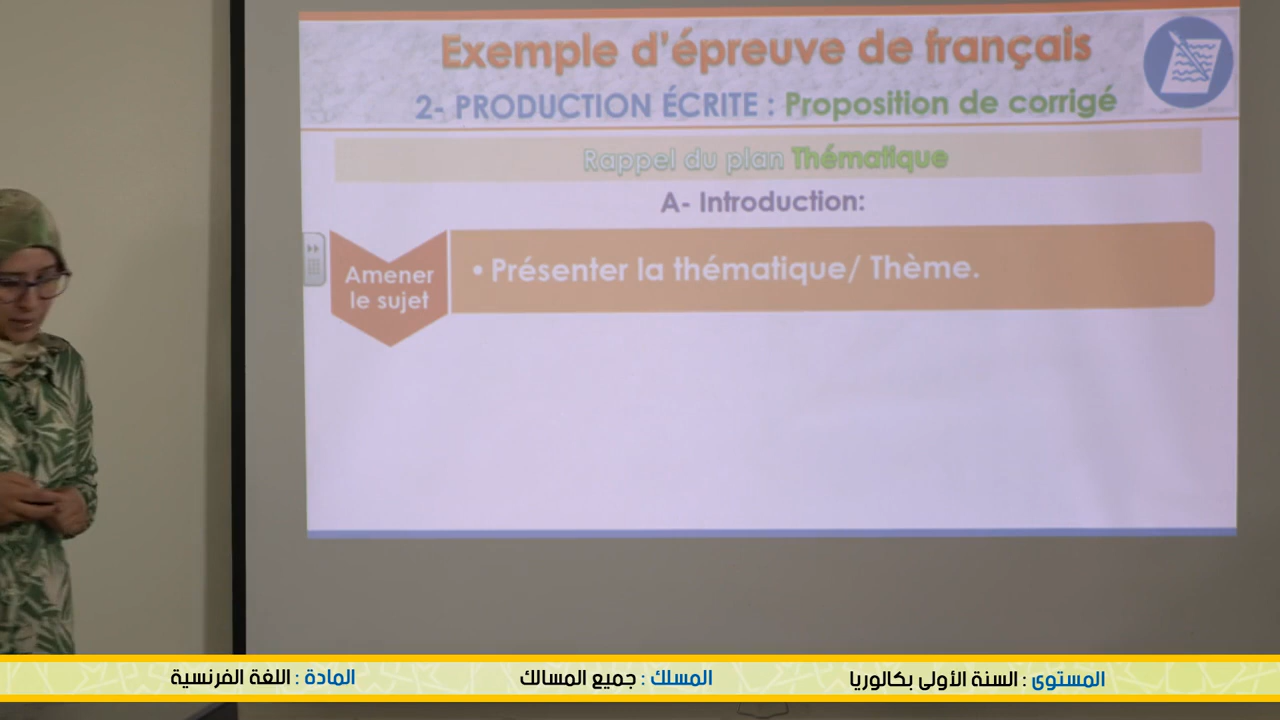 Exemple d'épreuve de français
2- PRODUCTION ÉCRITE : Proposition de corrigé
Rappel du plan Thématique
A- Introduction:
Amener
le sujet
• Présenter la thématique/ Thème.
المستوى : السنة الأولى بكالوريا
المسلك : جميع المسالك
المادة : اللغة الفرنسية